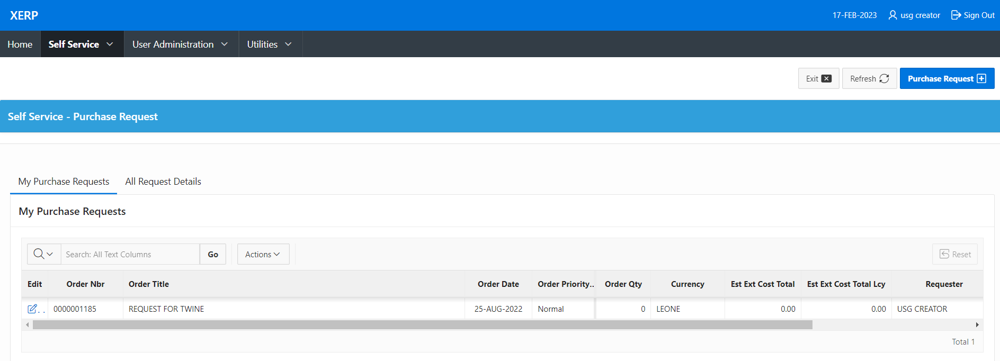 XERP
17-FEB-2023 usg creator Sign Out
Home Self Service User Administration Utilities
Exit Refresh Purchase Request
Self Service - Purchase Request
My Purchase Requests All Request Details
My Purchase Requests
Search: All Text Columns Go Actions Reset
Edit Order Nbr Order Title Order Date Order Priority.. Order Qty Currency Est Ext Cost Total Est Ext Cost Total Lcy Requester
. . 0000001185 REQUEST FOR TWINE 25-AUG-2022 Normal 0 LEONE 0.00 0.00 USG CREATOR
Total 1